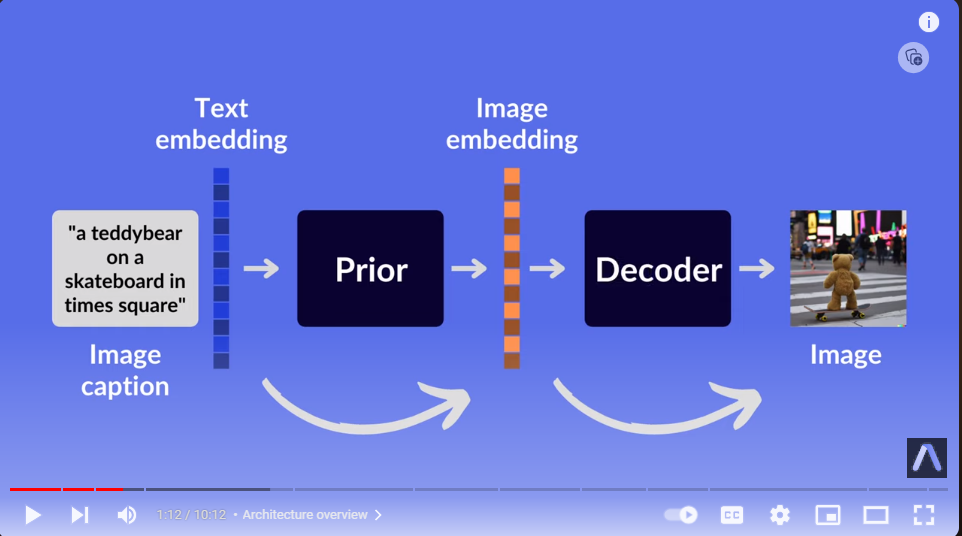 Text
embedding
Image
embedding
"a teddybear
on a
skateboard in
times square"
Prior
Decoder
Image
caption
Image
1:12 / 10:12 • Architecture overview
CC